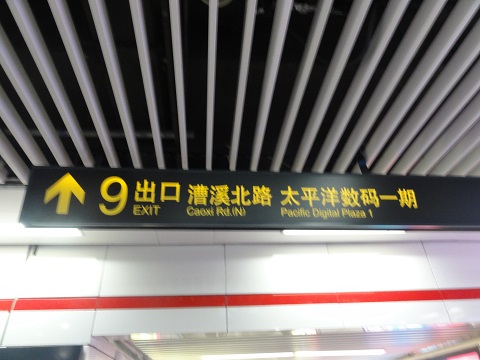 9 出口 漕溪北路 太平洋数码一期
EXIT Caoxi Rd.(N) Pacific Digital Plaza 1